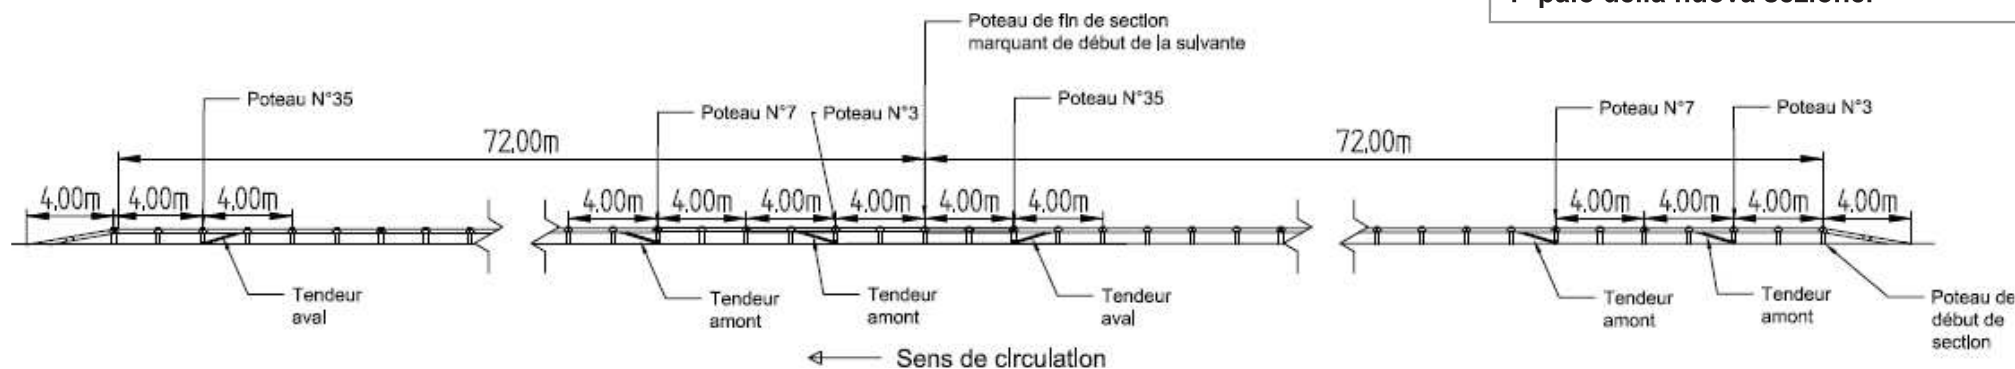 1° palo della nuova sezione.
Poteau de fin de section
marquant de début de la suivante
Poteau N°35
Poteau N°7
Poteau N°3
Poteau N°35
Poteau N°7
Poteau N°3
72.00m
72.00m
4.00m
4.00m
4.00m
4.00m
4.00m
4.00m
4.00m
4.00m
4.00m
4.00m
4.00m
4.00m
4.00m
Tendeur
aval
Tendeur
amont
Tendeur
amont
Tendeur
aval
Tendeur
amont
Tendeur
amont
Poteau de
début de
section
Sens de circulation